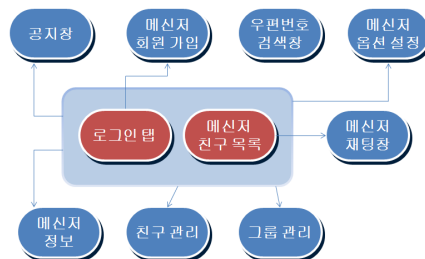 공지창
메신저
회원 가입
우편번호
검색창
메신저
옵션 설정
로그인 탭
메신저
친구 목록
메신저
채팅창
메신저
정보
친구 관리
그룹 관리